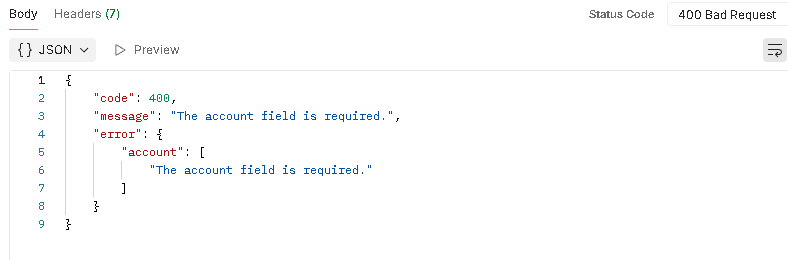 Body Headers (7) Status Code 400 Bad Request
{} JSON Preview
1 {
2 "code": 400,
3 "message": "The account field is required.",
4 "error": {
5 "account": [
6 "The account field is required."
7 ]
8 }
9 }